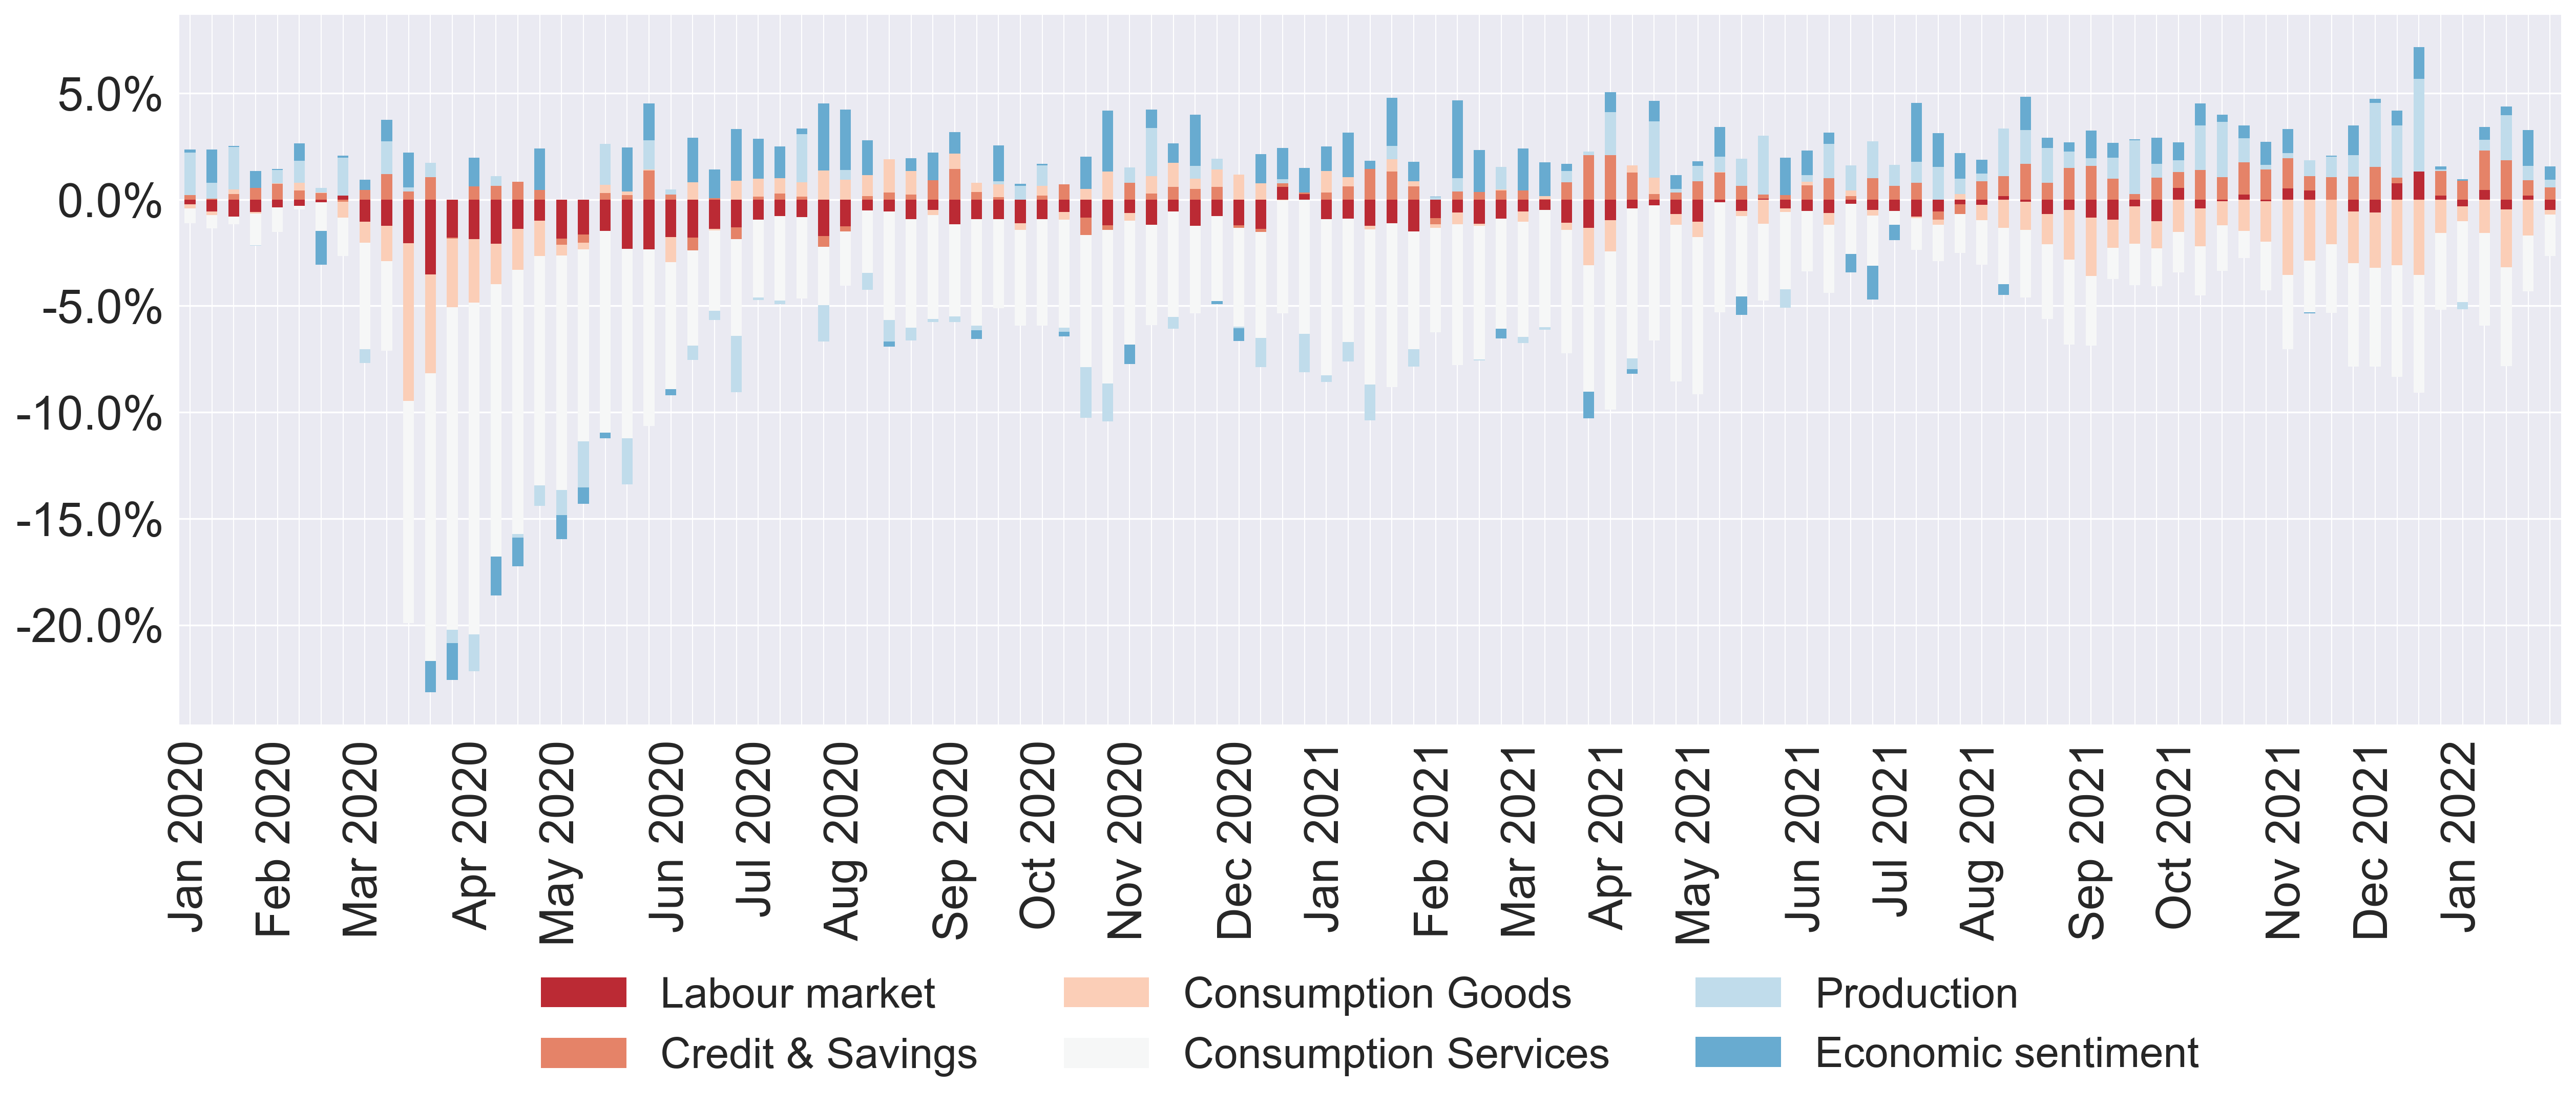 5.0%
0.0%
-5.0%
-10.0%
-15.0%
-20.0%
Jan 2020
Feb 2020
Mar 2020
Apr 2020
May 2020
Jun 2020
Jul 2020
Aug 2020
Sep 2020
Oct 2020
Nov 2020
Dec 2020
Jan 2021
Feb 2021
Mar 2021
Apr 2021
May 2021
Jun 2021
Jul 2021
Aug 2021
Sep 2021
Oct 2021
Nov 2021
Dec 2021
Jan 2022
Labour market
Consumption Goods
Production
Credit & Savings
Consumption Services
Economic sentiment